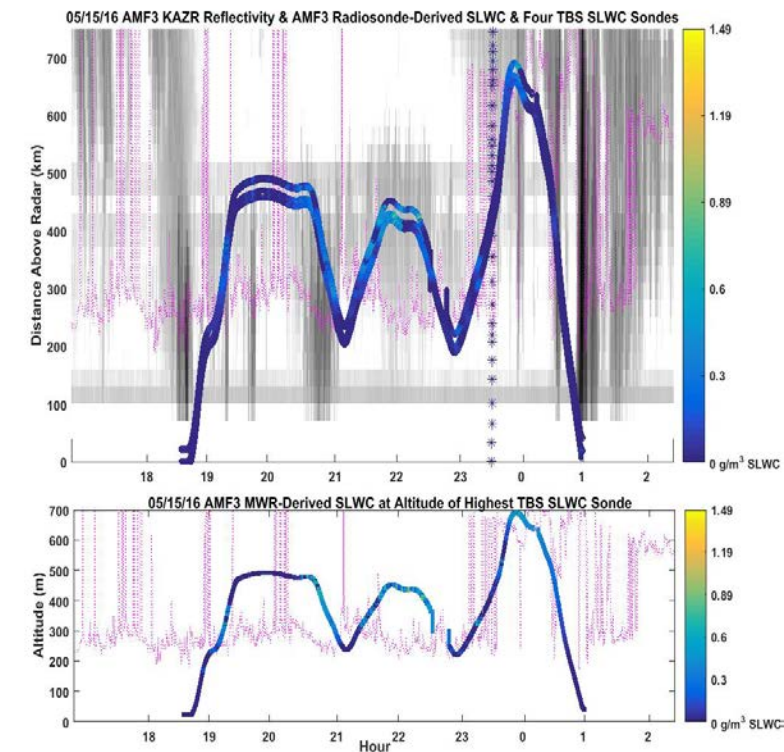 05/15/16 AMF3 KAZR Reflectivity & AMF3 Radiosonde-Derived SLWC & Four TBS SLWC Sondes
Distance Above Radar (km)
700
600
500
400
300
200
100
0
18 19 20 21 22 23 0 1 2
1.49
1.19
0.89
0.6
0.3
0 g/m³ SLWC
05/15/16 AMF3 MWR-Derived SLWC at Altitude of Highest TBS SLWC Sonde
Altitude (m)
700
600
500
400
300
200
100
0
18 19 20 21 22 23 0 1 2
Hour
1.49
1.19
0.89
0.6
0.3
0 g/m³ SLWC